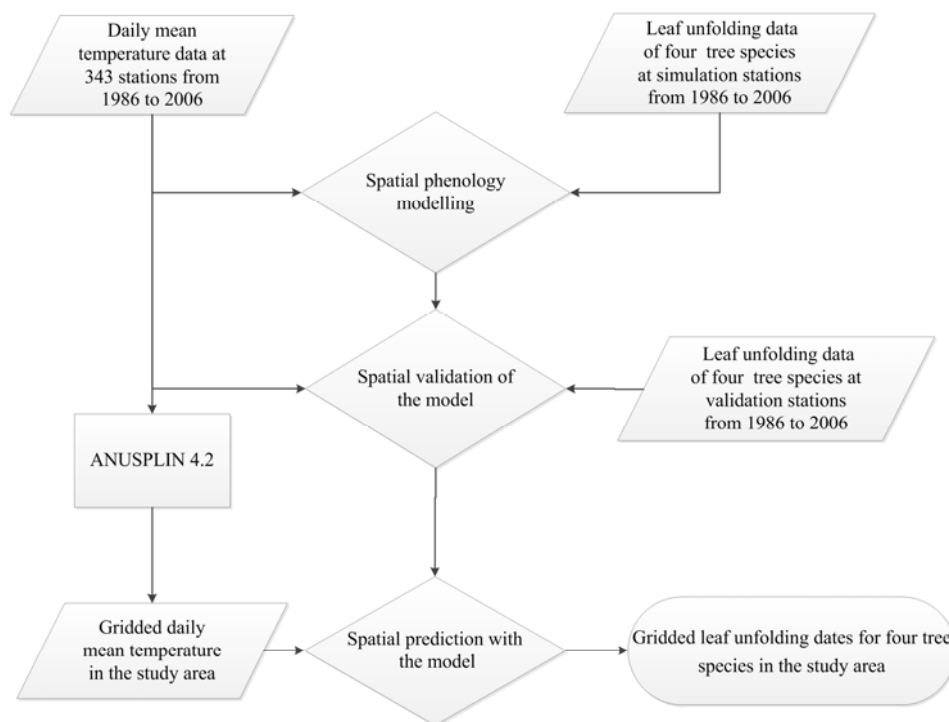 Daily mean
temperature data at
343 stations from
1986 to 2006
Leaf unfolding data
of four tree species
at simulation stations
from 1986 to 2006
Spatial phenology
modelling
Spatial validation of
the model
Leaf unfolding data
of four tree species at
validation stations
from 1986 to 2006
ANUSPLIN 4.2
Gridded daily
mean temperature
in the study area
Spatial prediction with
the model
Gridded leaf unfolding dates for four tree
species in the study area